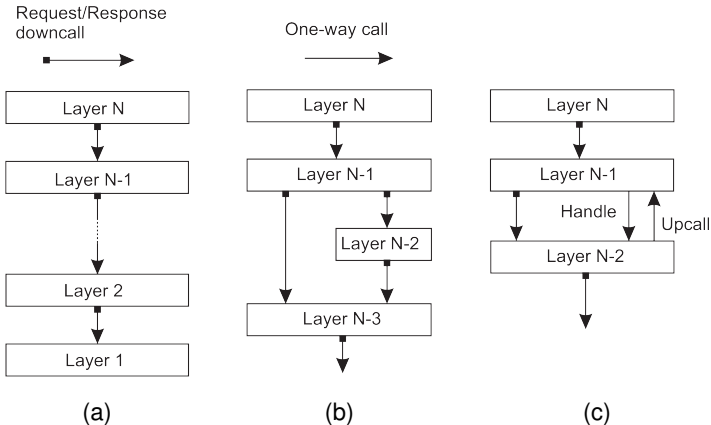 Request/Response
downcall
One-way call
Layer N
Layer N-1
Layer 2
Layer 1
(a)
Layer N
Layer N-1
Layer N-2
Layer N-3
(b)
Layer N
Layer N-1
Handle
Upcall
Layer N-2
(c)